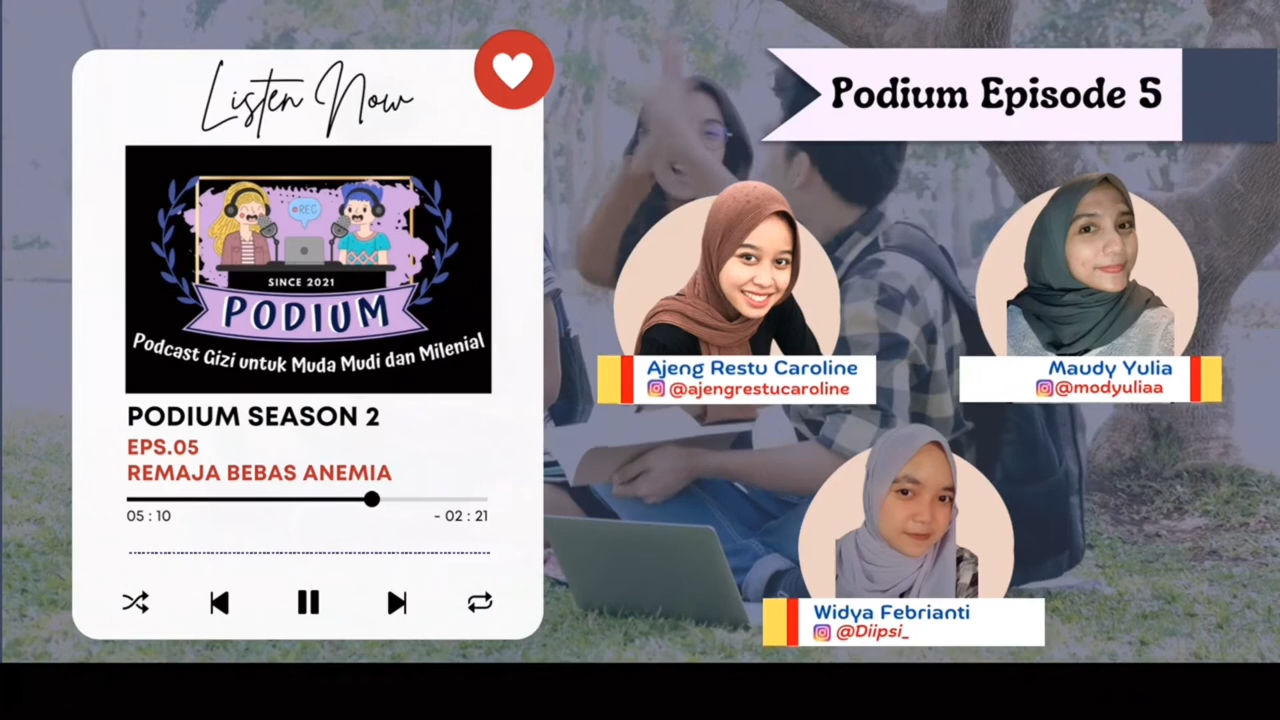 Listen Now
REC
SINCE 2021
PODIUM
Podcast Gizi untuk Muda Mudi dan Milenial
PODIUM SEASON 2
EPS.05
REMAJA BEBAS ANEMIA
05 : 10
- 02 : 21
Podium Episode 5
Ajeng Restu Caroline
@ajengrestucaroline
Maudy Yulia
@modyuliaa
Widya Febrianti
@Diipsi_